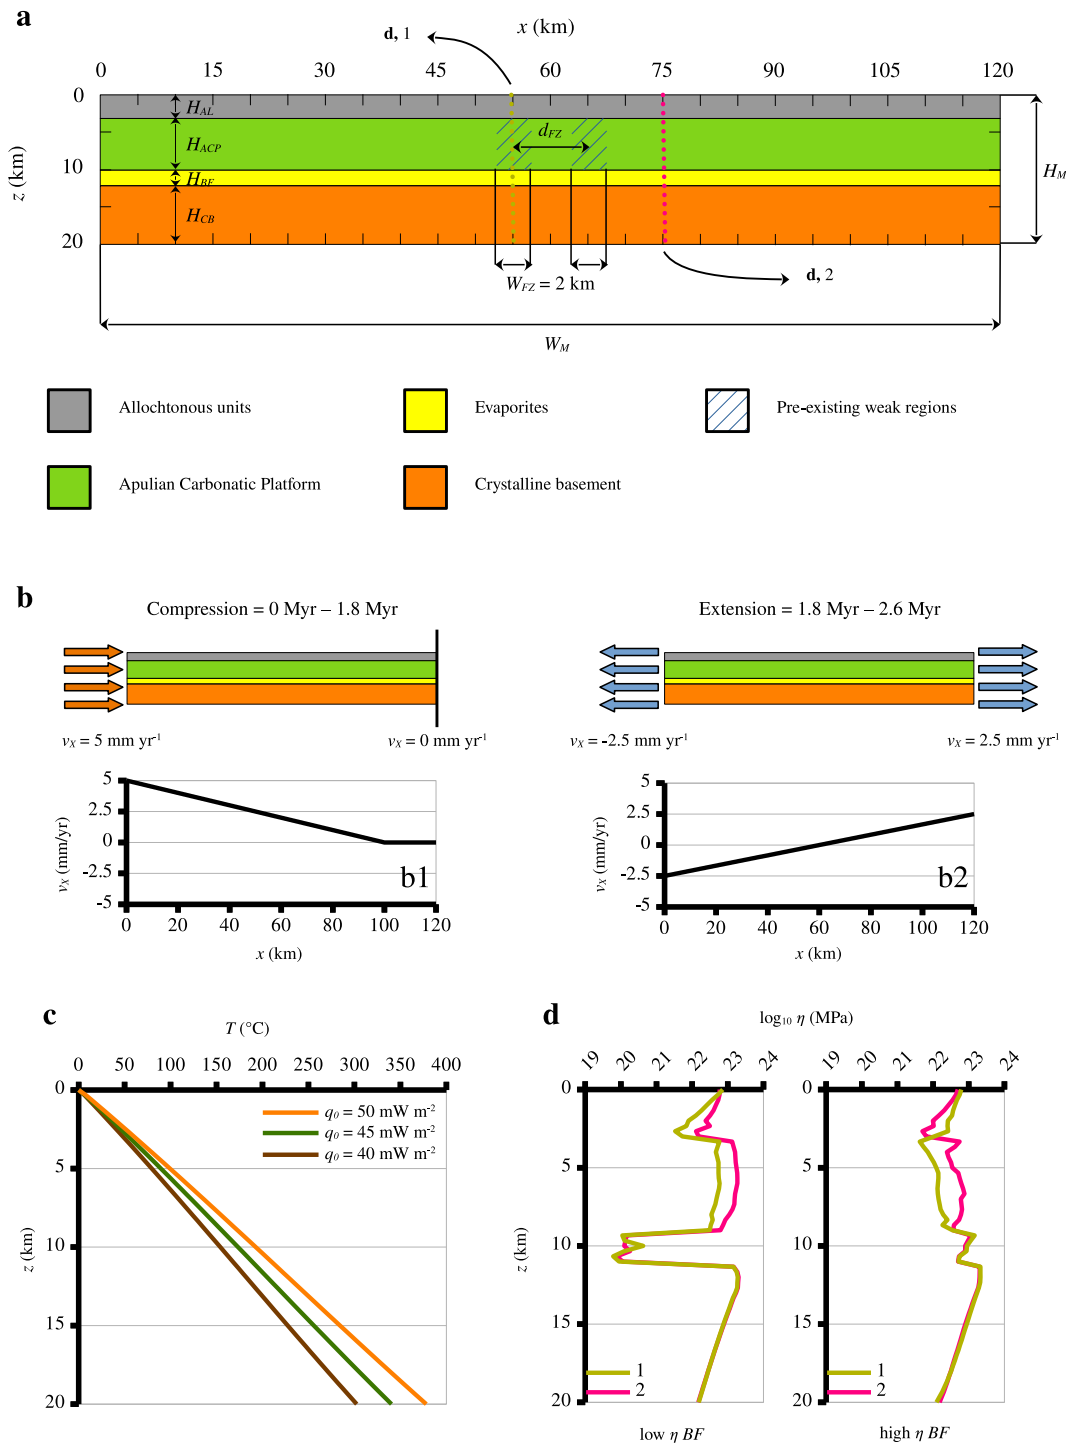 a
x (km)
d, 1
0 15 30 45 60 75 90 105 120
0
10
20
z (km)
H_AL
H_ACP
H_BF
H_CB
d_FZ
H_M
W_FZ = 2 km
d, 2
W_M
Allochtonous units
Evaporites
Pre-existing weak regions
Apulian Carbonatic Platform
Crystalline basement
b
Compression = 0 Myr – 1.8 Myr
Extension = 1.8 Myr – 2.6 Myr
v_X = 5 mm yr⁻¹
v_X = 0 mm yr⁻¹
v_X = -2.5 mm yr⁻¹
v_X = 2.5 mm yr⁻¹
5
2.5
0
-2.5
-5
v_X (mm/yr)
b1
0 20 40 60 80 100 120
x (km)
5
2.5
0
-2.5
-5
v_X (mm/yr)
b2
0 20 40 60 80 100 120
x (km)
c
T (°C)
0 50 100 150 200 250 300 350 400
0
5
10
15
20
z (km)
q₀ = 50 mW m⁻²
q₀ = 45 mW m⁻²
q₀ = 40 mW m⁻²
d
log₁₀ η (MPa)
19 20 21 22 23 24
0
5
10
15
20
z (km)
1
2
low η BF
19 20 21 22 23 24
0
5
10
15
20
z (km)
1
2
high η BF